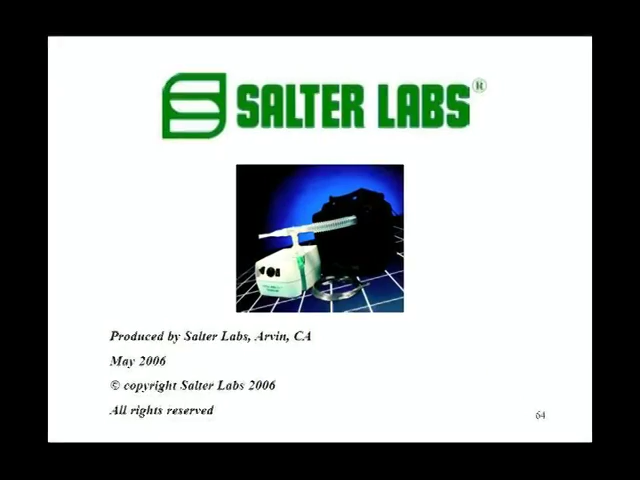 SALTER LABS®
Produced by Salter Labs, Arvin, CA
May 2006
© copyright Salter Labs 2006
All rights reserved
64